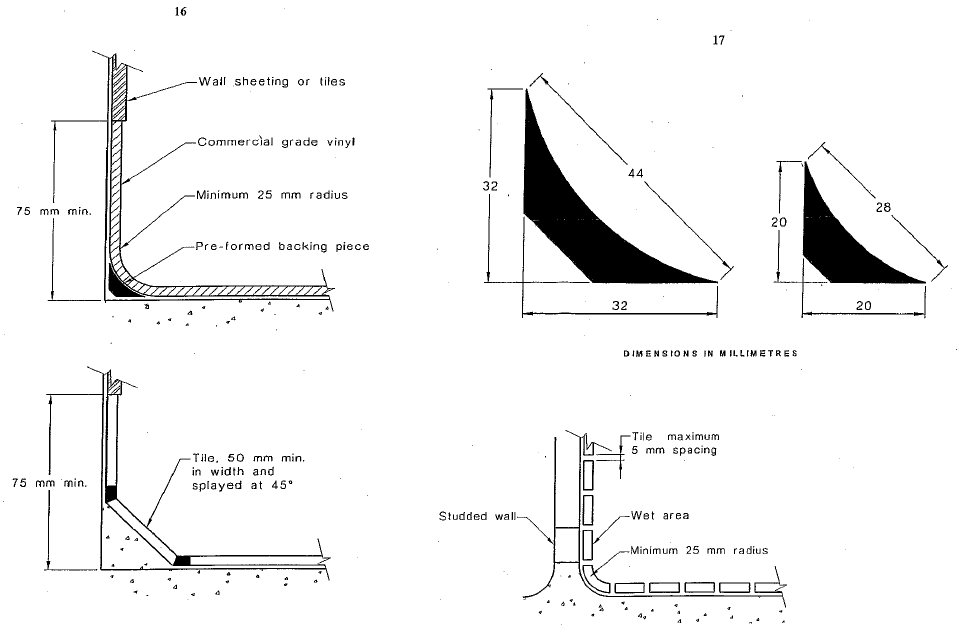 16
Wall sheeting or tiles
Commercial grade vinyl
Minimum 25 mm radius
75 mm min.
Pre-formed backing piece
Tile, 50 mm min.
in width and
splayed at 45°
75 mm min.
17
32
44
32
20
28
20
DIMENSIONS IN MILLIMETRES
Tile maximum
5 mm spacing
Studded wall
Wet area
Minimum 25 mm radius